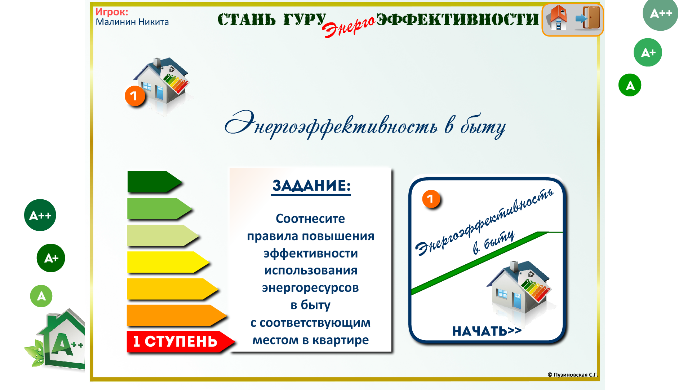 Игрок:
Малинин Никита
СТАНЬ ГУРУ Энерго ЭФФЕКТИВНОСТИ
A++
A+
A
1
Энергоэффективность в быту
ЗАДАНИЕ:
Соотнесите
правила повышения
эффективности
использования
энергоресурсов
в быту
с соответствующим
местом в квартире
1 СТУПЕНЬ
1
Энергоэффективность
в быту
НАЧАТЬ>>
A++
A+
A
A++
© Пузиновская С.Г.